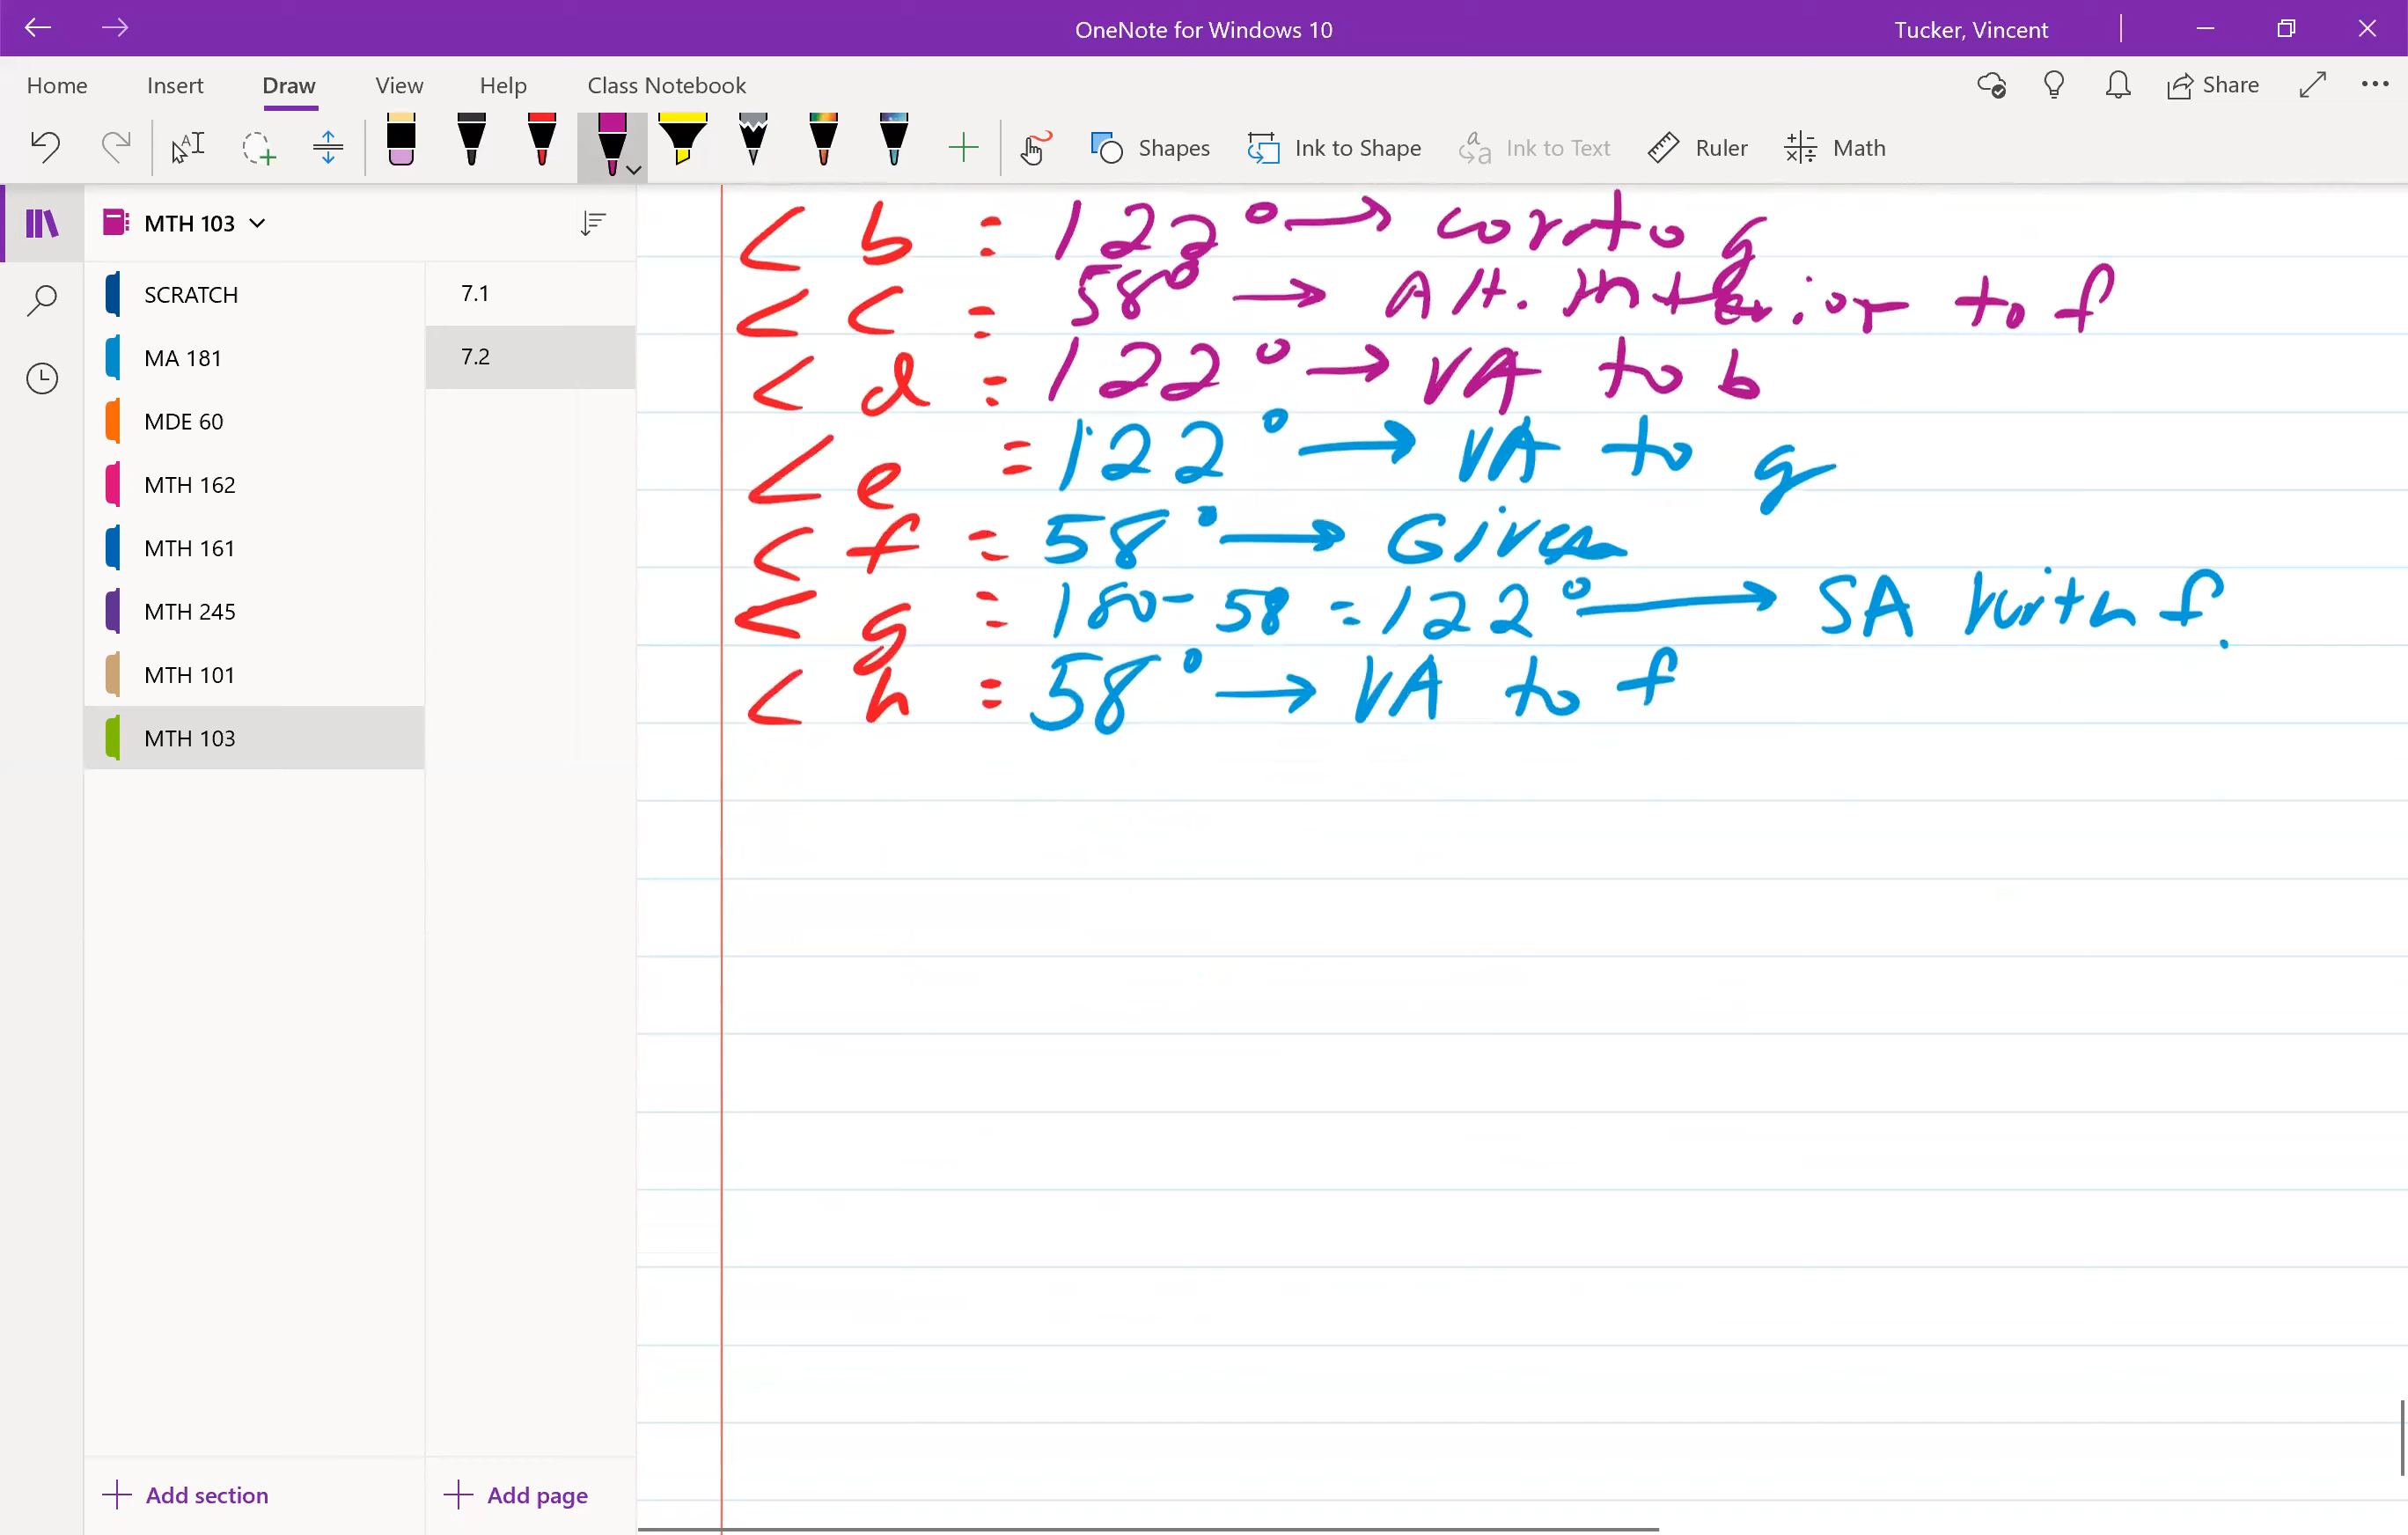 OneNote for Windows 10
Tucker, Vincent
Home Insert Draw View Help Class Notebook
Share
Shapes Ink to Shape Ink to Text Ruler Math
MTH 103
SCRATCH
MA 181
MDE 60
MTH 162
MTH 161
MTH 245
MTH 101
MTH 103
Add section
7.1
7.2
Add page
< b = 122° → corr to g
< c = 58° → Alt. Interior to f
< d = 122° → VA to b
< e = 122° → VA to g
< f = 58° → Given
< g = 180 - 58 = 122° → SA with f.
< h = 58° → VA to f